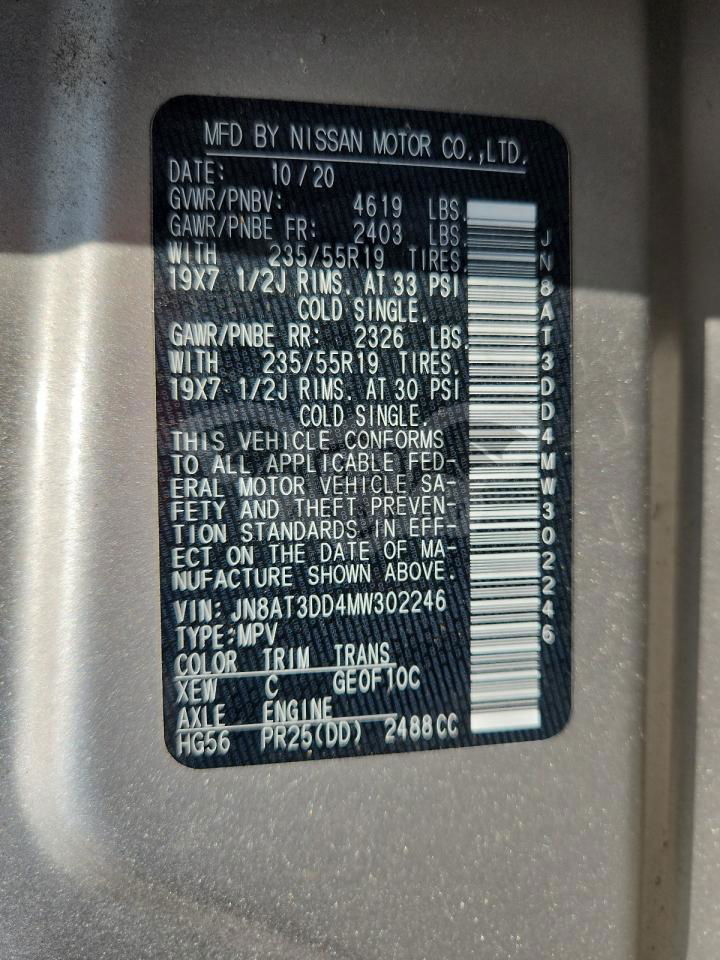 MFD BY NISSAN MOTOR CO.,LTD.
DATE: 10/20
GVWR/PNBV: 4619 LBS.
GAWR/PNBE FR: 2403 LBS.
WITH 235/55R19 TIRES.
19X7 1/2J RIMS. AT 33 PSI
COLD SINGLE.
GAWR/PNBE RR: 2326 LBS.
WITH 235/55R19 TIRES.
19X7 1/2J RIMS. AT 30 PSI
COLD SINGLE.
THIS VEHICLE CONFORMS
TO ALL APPLICABLE FED-
ERAL MOTOR VEHICLE SA-
FETY AND THEFT PREVEN-
TION STANDARDS IN EFF-
ECT ON THE DATE OF MA-
NUFACTURE SHOWN ABOVE.
VIN: JN8AT3DD4MW302246
TYPE:MPV
COLOR TRIM TRANS
XEW C GEOF10C
AXLE ENGINE
HG56 PR25(DD) 2488CC
JN8AT3DD4MW302246